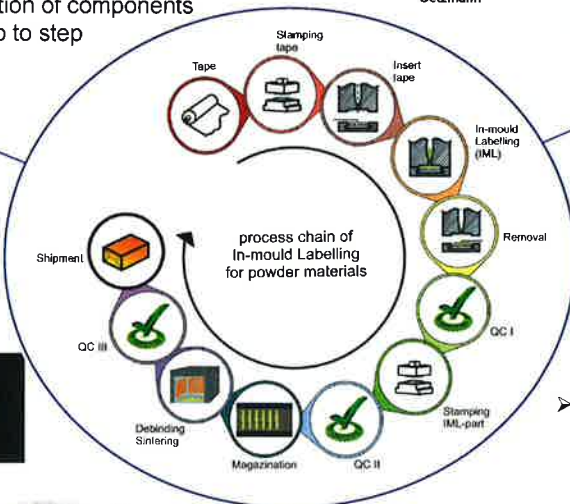 tion of components
to step
Tape
Stamping
tape
Insert
tape
In-mould
Labelling
(IML)
Removal
QC I
Stamping
IML-part
QC II
Magazination
Debinding
Sintering
QC III
Shipment
process chain of
In-mould Labelling
for powder materials